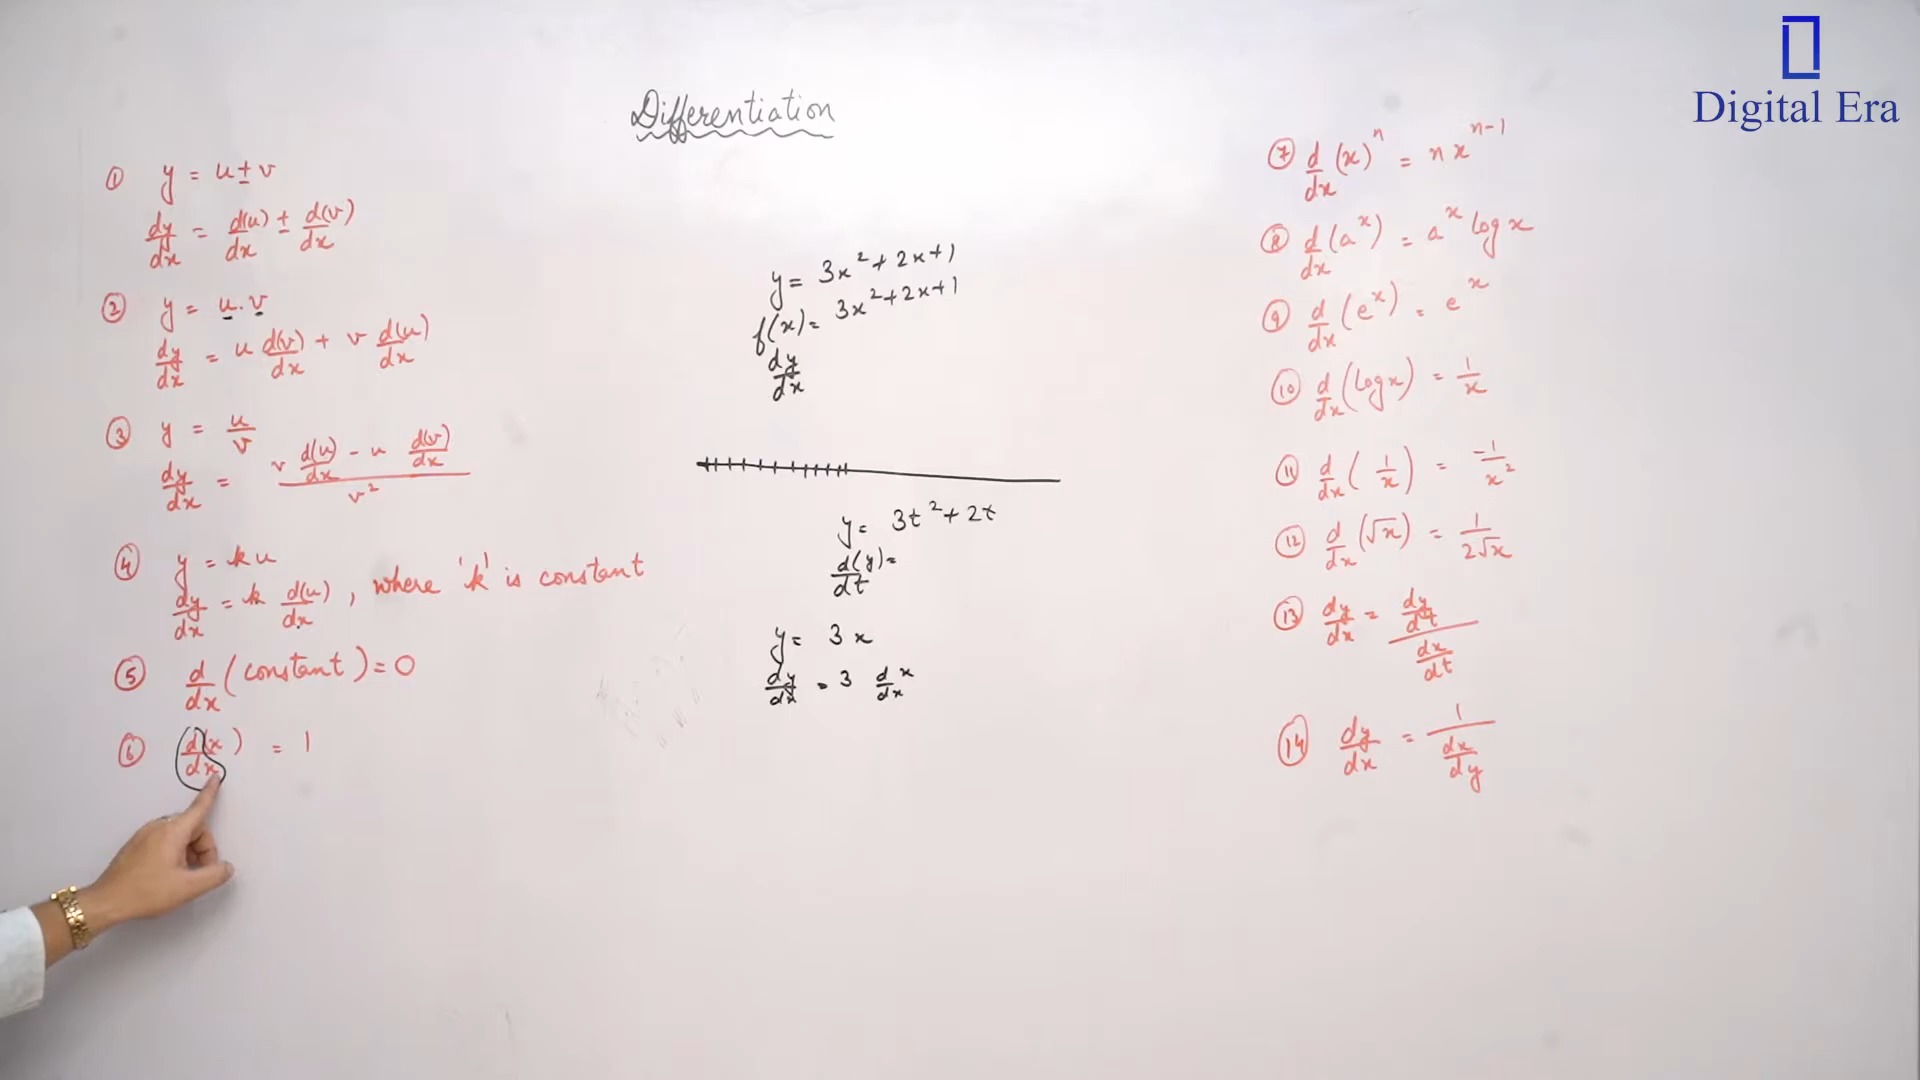 Digital Era
Differentiation
① y = u ± v
dy/dx = d(u)/dx ± d(v)/dx
② y = u . v
dy/dx = u d(v)/dx + v d(u)/dx
③ y = u/v
dy/dx = (v d(u)/dx - u d(v)/dx)/v²
④ y = k u
dy/dx = k d(u)/dx , where 'k' is constant
⑤ d/dx (constant) = 0
⑥ d(x)/dx = 1
y = 3x² + 2x + 1
f(x) = 3x² + 2x + 1
dy/dx
y = 3t² + 2t
d(y)/dt =
y = 3x
dy/dx = 3 d/dx x
⑦ d/dx (x)ⁿ = n xⁿ⁻¹
⑧ d/dx (aˣ) = aˣ log x
⑨ d/dx (eˣ) = eˣ
⑩ d/dx (log x) = 1/x
⑪ d/dx (1/x) = -1/x²
⑫ d/dx (√x) = 1/2√x
⑬ dy/dx = (dy/dt)/(dx/dt)
⑭ dy/dx = 1/(dx/dy)